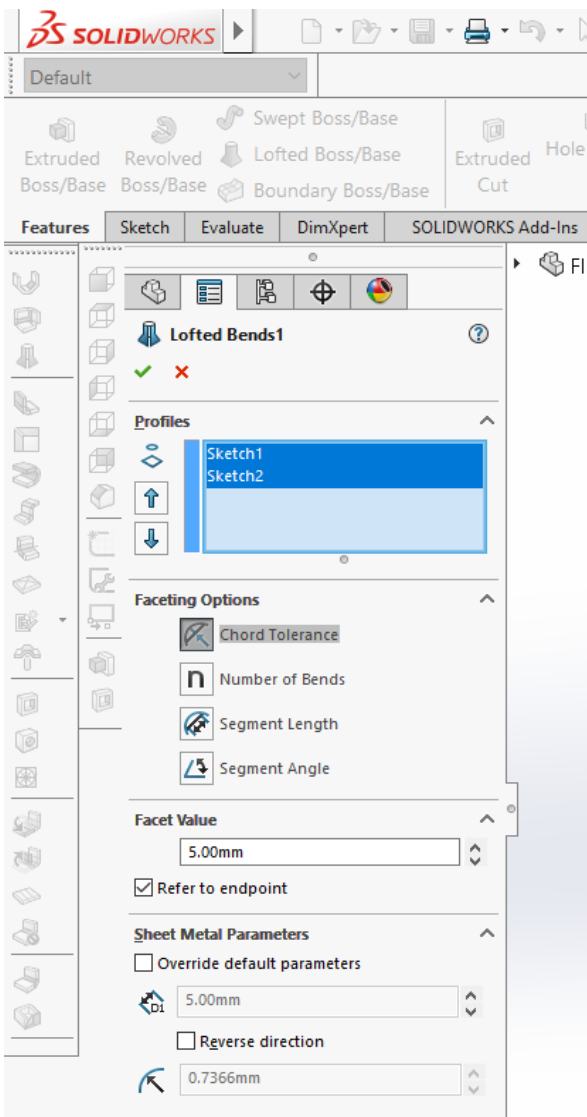 SOLIDWORKS
Default
Extruded Boss/Base
Revolved Boss/Base
Swept Boss/Base
Lofted Boss/Base
Boundary Boss/Base
Extruded Cut
Hole
Features Sketch Evaluate DimXpert SOLIDWORKS Add-Ins
Fl
Lofted Bends1
Profiles
Sketch1
Sketch2
Faceting Options
Chord Tolerance
n Number of Bends
Segment Length
Segment Angle
Facet Value
5.00mm
Refer to endpoint
Sheet Metal Parameters
Override default parameters
D1 5.00mm
Reverse direction
0.7366mm